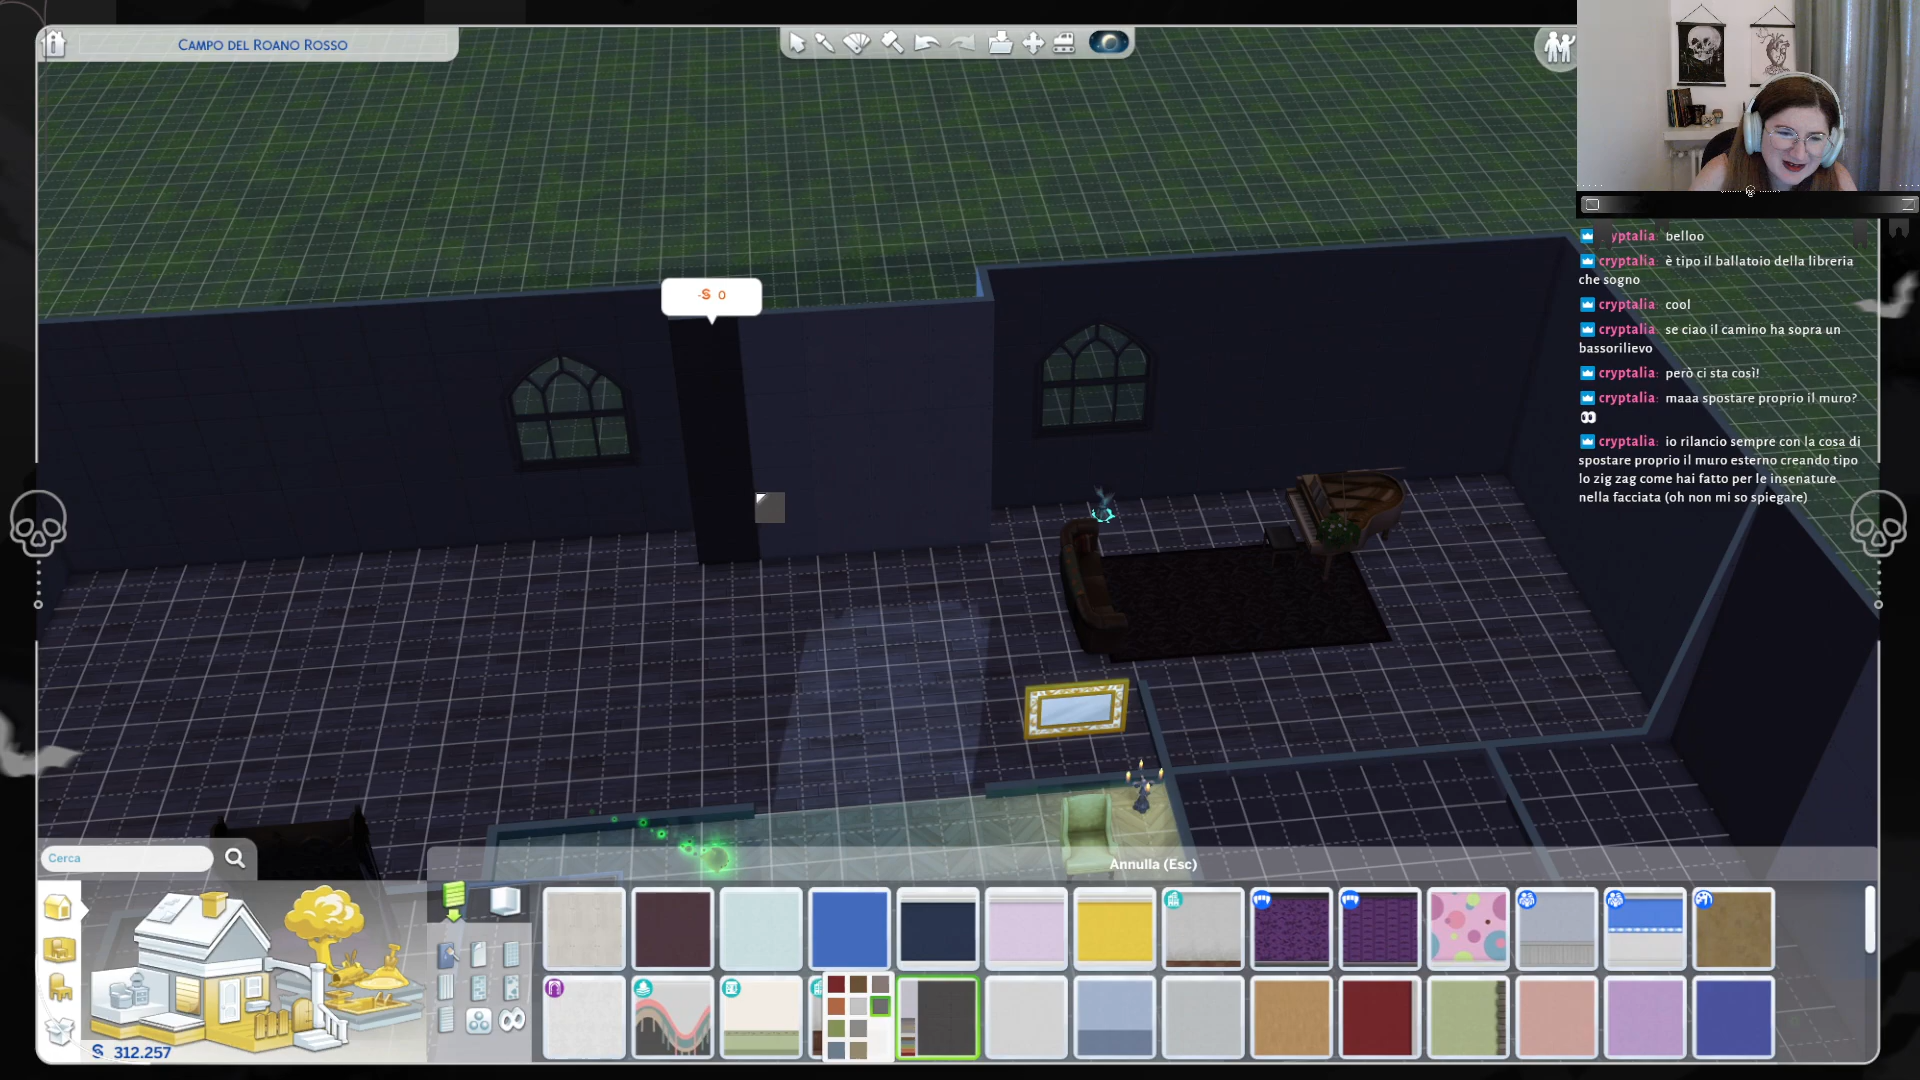 CAMPO DEL ROANO ROSSO
-§ 0
yptalia: belloo
cryptalia: è tipo il ballatoio della libreria
che sogno
cryptalia: cool
cryptalia: se ciao il camino ha sopra un
bassorilievo
cryptalia: però ci sta così!
cryptalia: maaa spostare proprio il muro?
cryptalia: io rilancio sempre con la cosa di
spostare proprio il muro esterno creando tipo
lo zig zag come hai fatto per le insenature
nella facciata (oh non mi so spiegare)
Cerca
Annulla (Esc)
§ 312.257